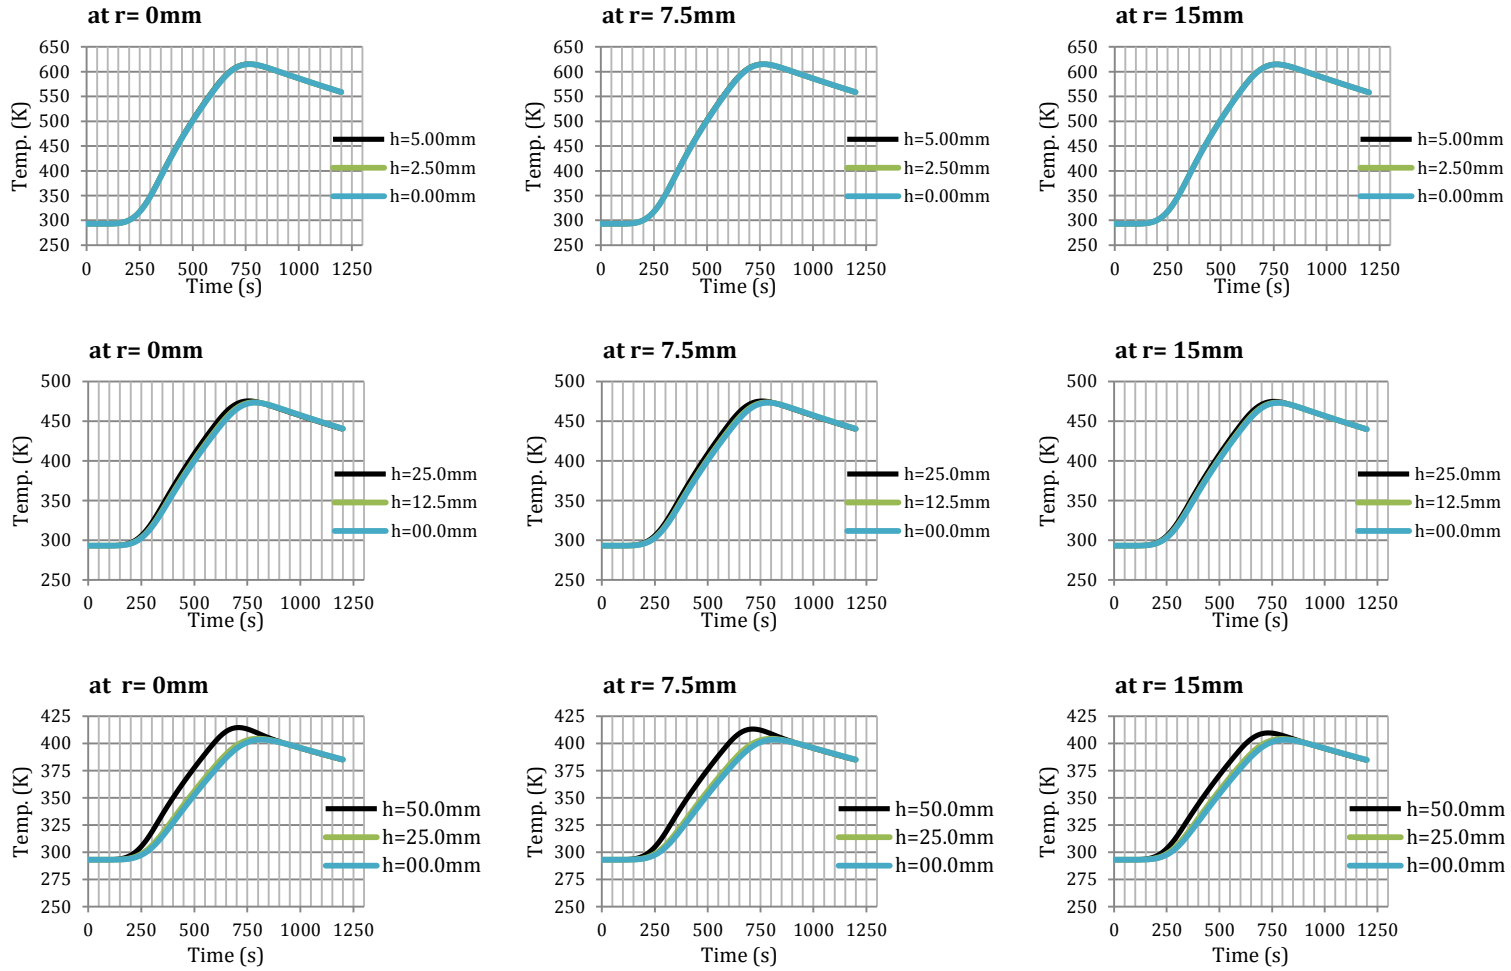 at r= 0mm
650
600
550
500
450
400
350
300
250
Temp. (K)
0 250 500 750 1000 1250
Time (s)
h=5.00mm
h=2.50mm
h=0.00mm
at r= 7.5mm
650
600
550
500
450
400
350
300
250
Temp. (K)
0 250 500 750 1000 1250
Time (s)
h=5.00mm
h=2.50mm
h=0.00mm
at r= 15mm
650
600
550
500
450
400
350
300
250
Temp. (K)
0 250 500 750 1000 1250
Time (s)
h=5.00mm
h=2.50mm
h=0.00mm
at r= 0mm
500
450
400
350
300
250
Temp. (K)
0 250 500 750 1000 1250
Time (s)
h=25.0mm
h=12.5mm
h=00.0mm
at r= 7.5mm
500
450
400
350
300
250
Temp. (K)
0 250 500 750 1000 1250
Time (s)
h=25.0mm
h=12.5mm
h=00.0mm
at r= 15mm
500
450
400
350
300
250
Temp. (K)
0 250 500 750 1000 1250
Time (s)
h=25.0mm
h=12.5mm
h=00.0mm
at r= 0mm
425
400
375
350
325
300
275
250
Temp. (K)
0 250 500 750 1000 1250
Time (s)
h=50.0mm
h=25.0mm
h=00.0mm
at r= 7.5mm
425
400
375
350
325
300
275
250
Temp. (K)
0 250 500 750 1000 1250
Time (s)
h=50.0mm
h=25.0mm
h=00.0mm
at r= 15mm
425
400
375
350
325
300
275
250
Temp. (K)
0 250 500 750 1000 1250
Time (s)
h=50.0mm
h=25.0mm
h=00.0mm